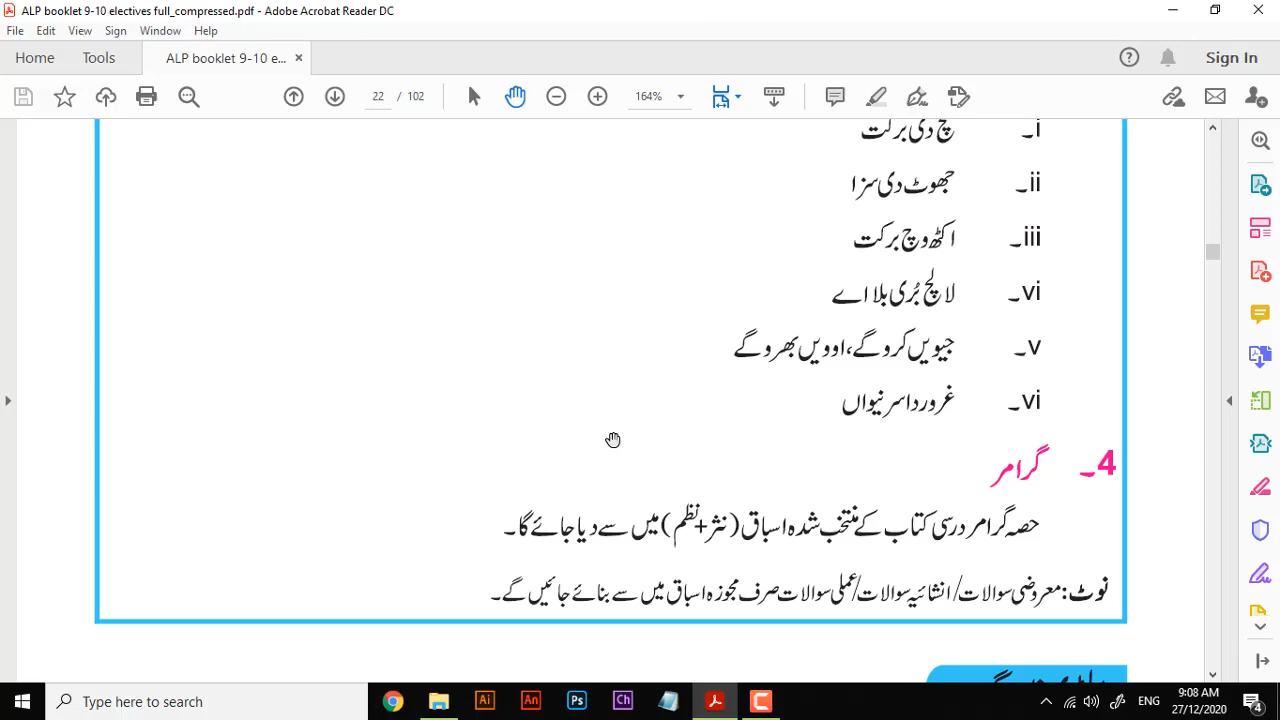 ALP booklet 9-10 electives full_compressed.pdf - Adobe Acrobat Reader DC
File Edit View Sign Window Help
Home Tools ALP booklet 9-10 e... × Sign In
22 / 102 164%
i۔ سچ دی برکت
ii۔ جھوٹ دی سزا
iii۔ اکٹھ وچ برکت
vi۔ لالچ بُری بلا اے
v۔ جیویں کروگے، اوویں بھروگے
vi۔ غرور دا سر نیواں
4۔ گرامر
حصہ گرامر درسی کتاب کے منتخب شدہ اسباق (نثر+نظم) میں سے دیا جائے گا۔
نوٹ: معروضی سوالات/ انشائیہ سوالات/عملی سوالات صرف مجوزہ اسباق میں سے بنائے جائیں گے۔
Type here to search
Ai An Ps Ch
ENG
9:08 AM
27/12/2020
4